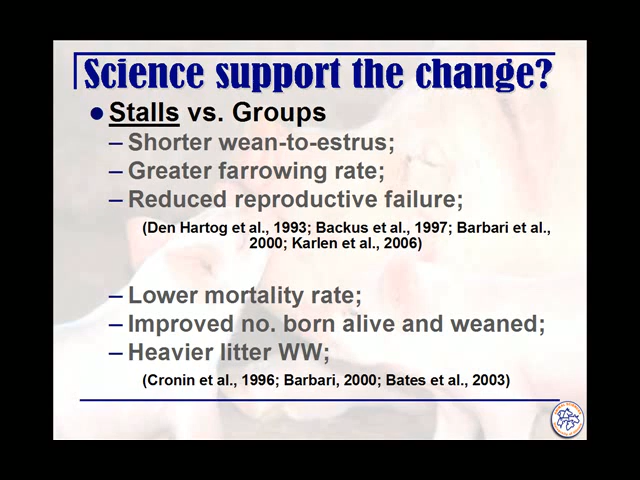 Science support the change?
● Stalls vs. Groups
– Shorter wean-to-estrus;
– Greater farrowing rate;
– Reduced reproductive failure;
(Den Hartog et al., 1993; Backus et al., 1997; Barbari et al.,
2000; Karlen et al., 2006)
– Lower mortality rate;
– Improved no. born alive and weaned;
– Heavier litter WW;
(Cronin et al., 1996; Barbari, 2000; Bates et al., 2003)